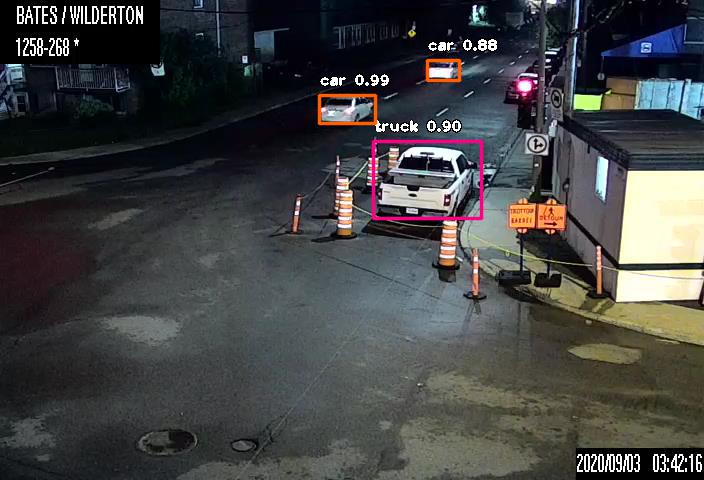 BATES / WILDERTON
1258-268 *
car 0.88
car 0.99
truck 0.90
TROTTOIR
BARRÉ
DETOUR
2020/09/03 03:42:16